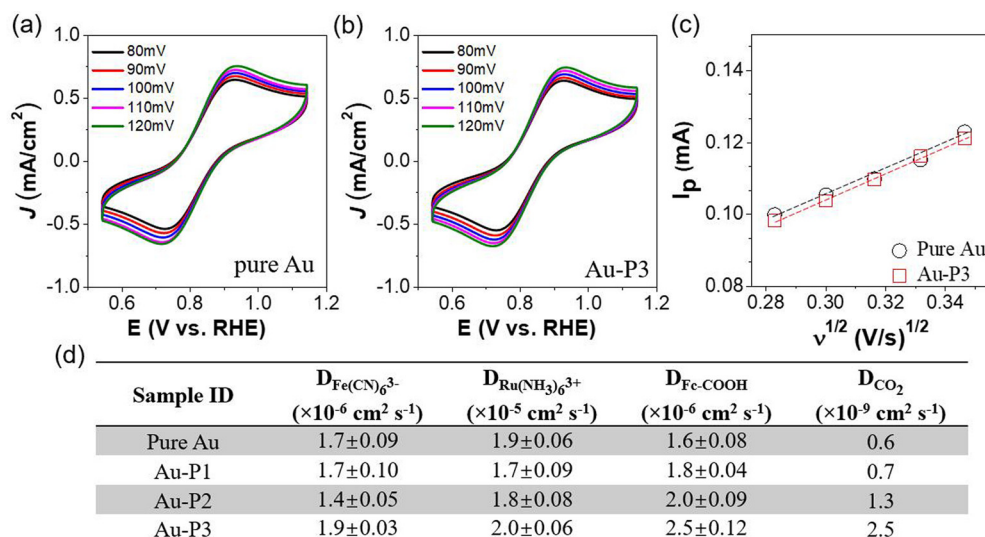 (a)
1.0
0.5
0.0
-0.5
-1.0
J (mA/cm²)
80mV
90mV
100mV
110mV
120mV
pure Au
0.6 0.8 1.0 1.2
E (V vs. RHE)
(b)
1.0
0.5
0.0
-0.5
-1.0
J (mA/cm²)
80mV
90mV
100mV
110mV
120mV
Au-P3
0.6 0.8 1.0 1.2
E (V vs. RHE)
(c)
0.14
0.12
0.10
0.08
Ip (mA)
Pure Au
Au-P3
0.28 0.30 0.32 0.34
ν^1/2 (V/s)^1/2
(d)
Sample ID D_Fe(CN)₆³⁻ D_Ru(NH₃)₆³⁺ D_Fc-COOH D_CO₂
(×10⁻⁶ cm² s⁻¹) (×10⁻⁵ cm² s⁻¹) (×10⁻⁶ cm² s⁻¹) (×10⁻⁹ cm² s⁻¹)
Pure Au 1.7±0.09 1.9±0.06 1.6±0.08 0.6
Au-P1 1.7±0.10 1.7±0.09 1.8±0.04 0.7
Au-P2 1.4±0.05 1.8±0.08 2.0±0.09 1.3
Au-P3 1.9±0.03 2.0±0.06 2.5±0.12 2.5